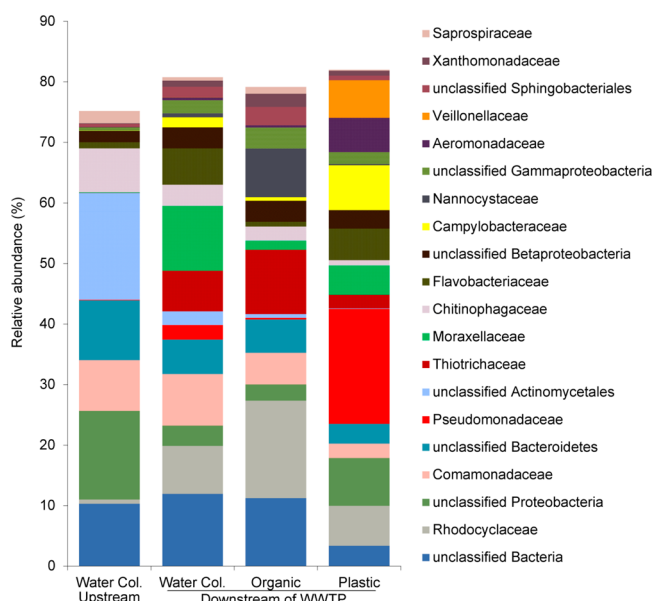 90
80
70
60
50
40
30
20
10
0
Relative abundance (%)
Water Col.
Upstream
Water Col.
Organic
Plastic
Downstream of WWTP
Saprospiraceae
Xanthomonadaceae
unclassified Sphingobacteriales
Veillonellaceae
Aeromonadaceae
unclassified Gammaproteobacteria
Nannocystaceae
Campylobacteraceae
unclassified Betaproteobacteria
Flavobacteriaceae
Chitinophagaceae
Moraxellaceae
Thiotrichaceae
unclassified Actinomycetales
Pseudomonadaceae
unclassified Bacteroidetes
Comamonadaceae
unclassified Proteobacteria
Rhodocyclaceae
unclassified Bacteria